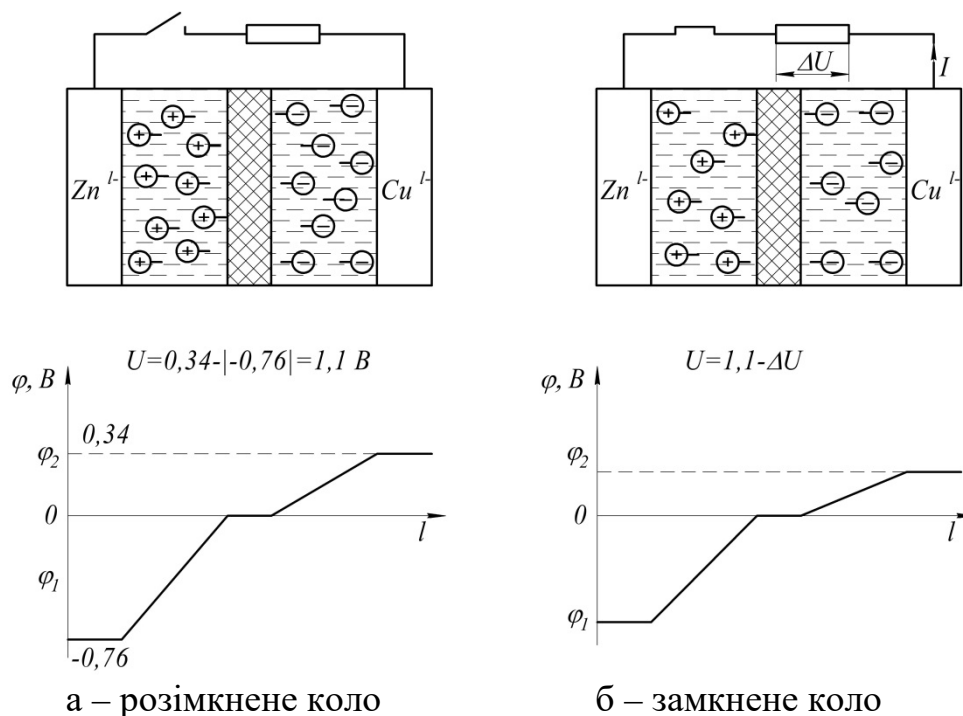 ΔU
I
Zn l-
Cu l-
Zn l-
Cu l-
U=0,34-|-0,76|=1,1 В
U=1,1-ΔU
φ, В
0,34
φ2
0
l
φ1
-0,76
φ, В
φ2
0
l
φ1
а – розімкнене коло
б – замкнене коло